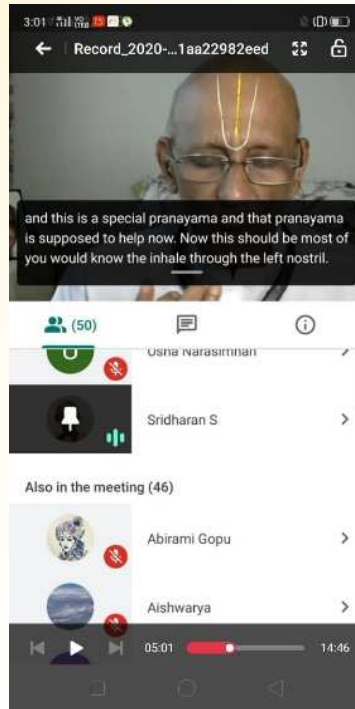 3:01
Record_2020-...1aa22982eed
and this is a special pranayama and that pranayama
is supposed to help now. Now this should be most of
you would know the inhale through the left nostril.
(50)
Usha Narasimhan
Sridharan S
Also in the meeting (46)
Abirami Gopu
Aishwarya
05:01
14:46